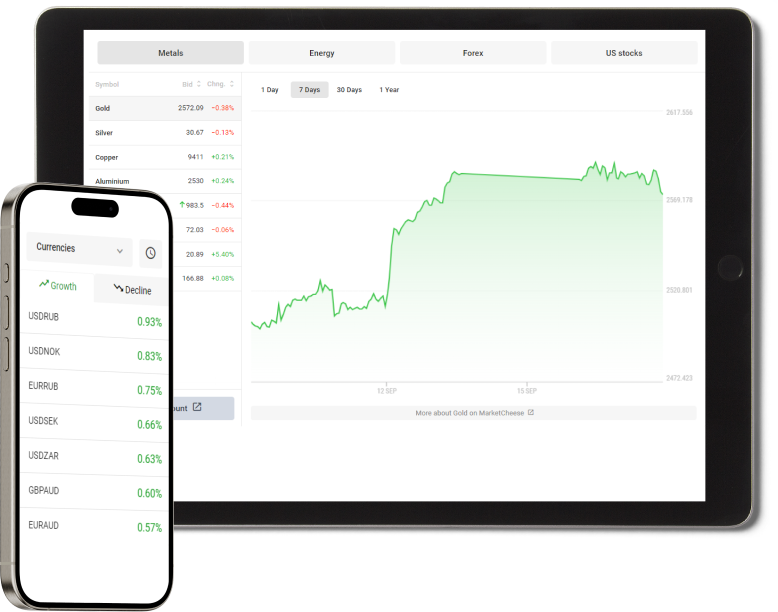 Metals Energy Forex US stocks
Symbol Bid Chng.
1 Day 7 Days 30 Days 1 Year
Gold 2572.09 −0.38%
Silver 30.67 −0.13%
Copper 9411 +0.21%
Aluminium 2530 +0.24%
983.5 −0.44%
72.03 −0.06%
20.89 +5.40%
166.88 +0.08%
ount
2617.556
2569.178
2520.801
2472.423
12 SEP 15 SEP
More about Gold on MarketCheese
Currencies
Growth Decline
USDRUB 0.93%
USDNOK 0.83%
EURRUB 0.75%
USDSEK 0.66%
USDZAR 0.63%
GBPAUD 0.60%
EURAUD 0.57%